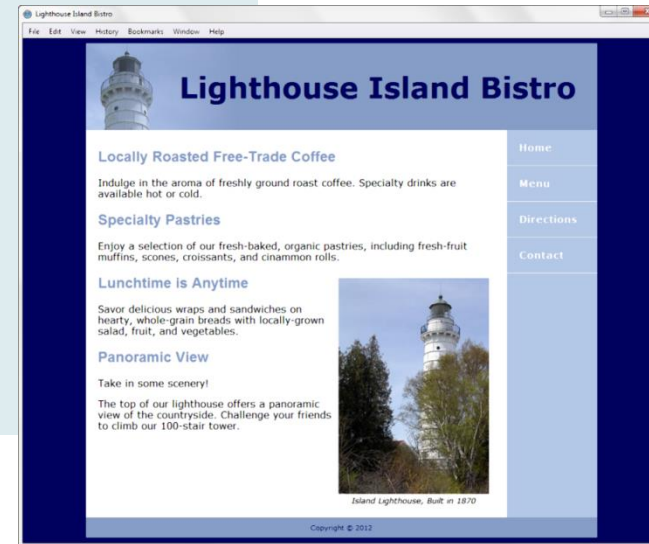 Lighthouse Island Bistro
File Edit View History Bookmarks Window Help
Lighthouse Island Bistro
Locally Roasted Free-Trade Coffee
Indulge in the aroma of freshly ground roast coffee. Specialty drinks are
available hot or cold.
Specialty Pastries
Enjoy a selection of our fresh-baked, organic pastries, including fresh-fruit
muffins, scones, croissants, and cinammon rolls.
Lunchtime is Anytime
Savor delicious wraps and sandwiches on
hearty, whole-grain breads with locally-grown
salad, fruit, and vegetables.
Panoramic View
Take in some scenery!
The top of our lighthouse offers a panoramic
view of the countryside. Challenge your friends
to climb our 100-stair tower.
Island Lighthouse, Built in 1870
Home
Menu
Directions
Contact
Copyright © 2012